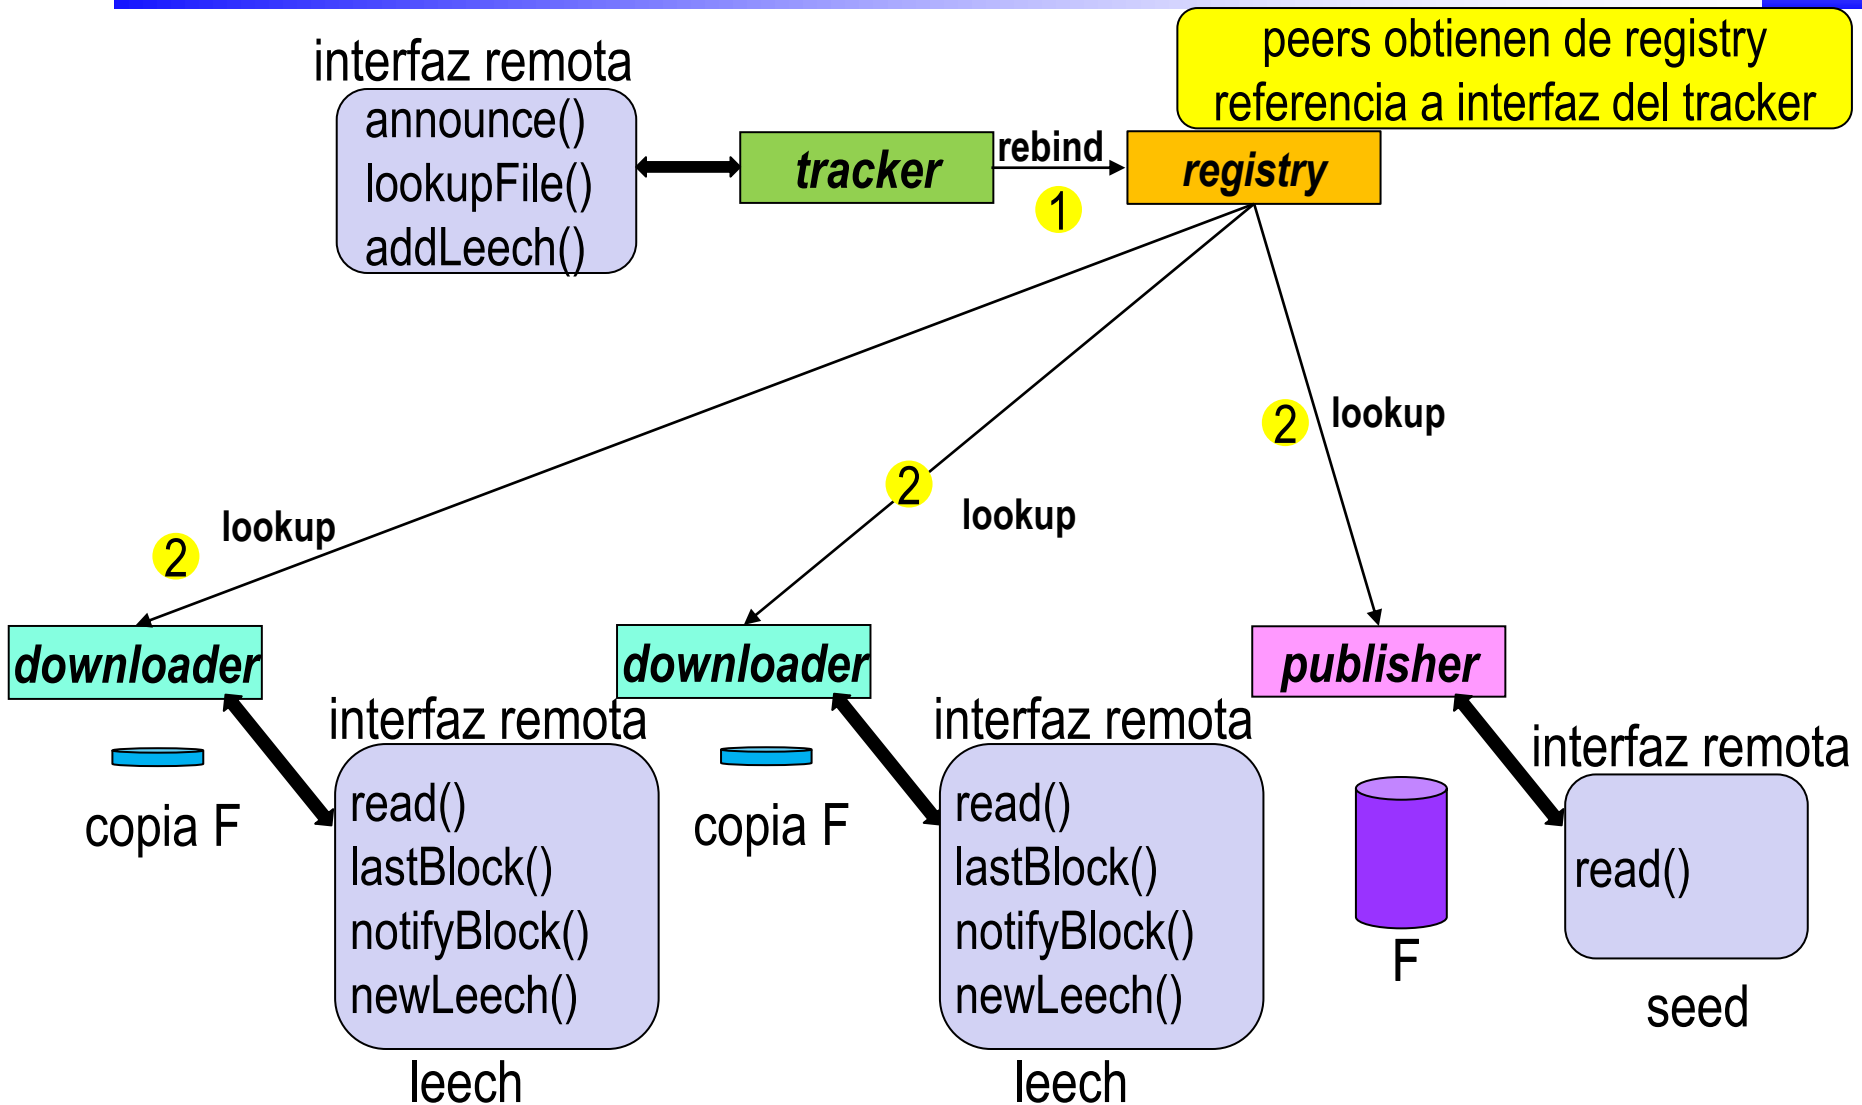 peers obtienen de registry
referencia a interfaz del tracker
interfaz remota
announce()
lookupFile()
addLeech()
tracker
rebind
1
registry
2
lookup
2
lookup
2
lookup
downloader
downloader
publisher
interfaz remota
copia F
read()
lastBlock()
notifyBlock()
newLeech()
leech
interfaz remota
copia F
read()
lastBlock()
notifyBlock()
newLeech()
leech
interfaz remota
F
read()
seed